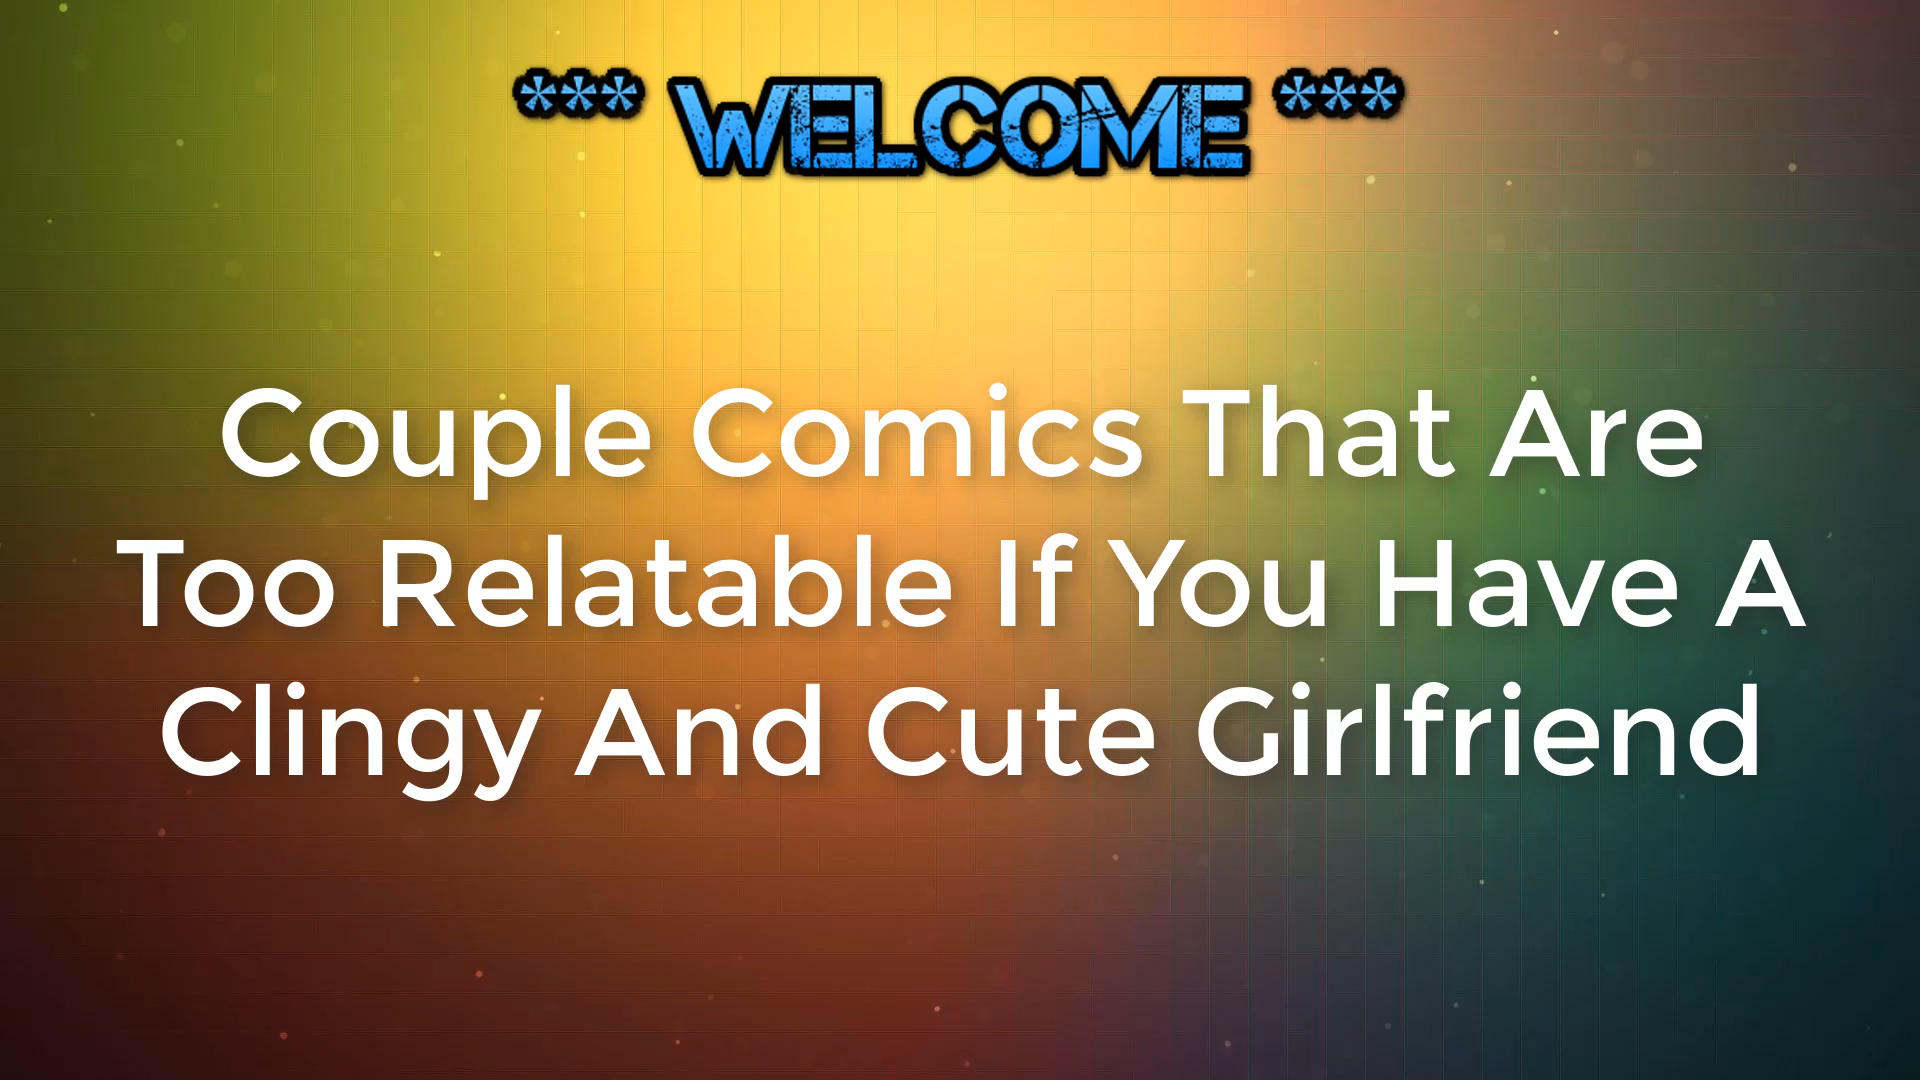 *** WELCOME ***
Couple Comics That Are
Too Relatable If You Have A
Clingy And Cute Girlfriend